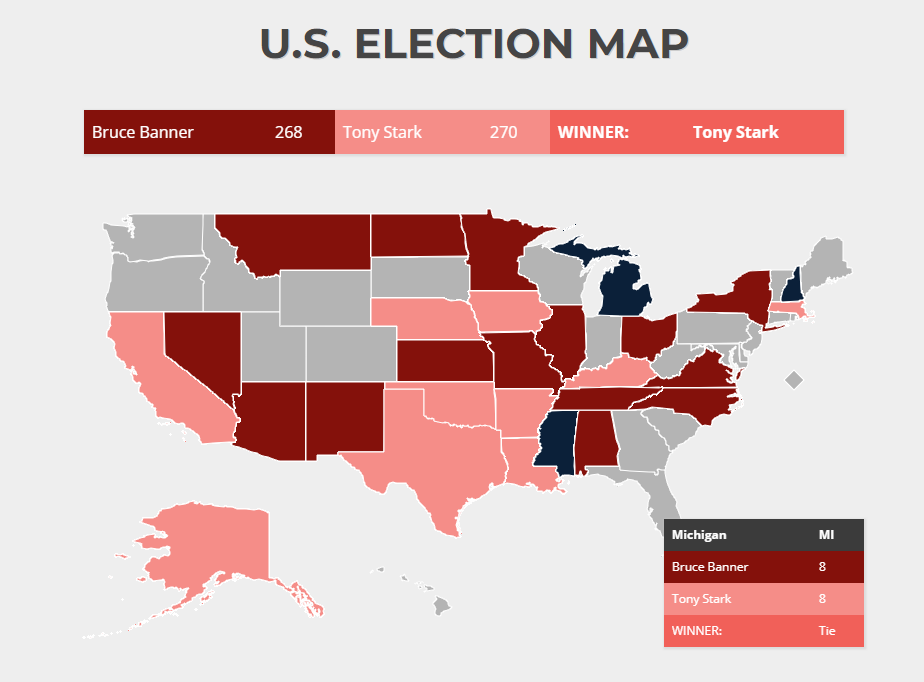 U.S. ELECTION MAP
Bruce Banner 268 Tony Stark 270 WINNER: Tony Stark
Michigan MI
Bruce Banner 8
Tony Stark 8
WINNER: Tie